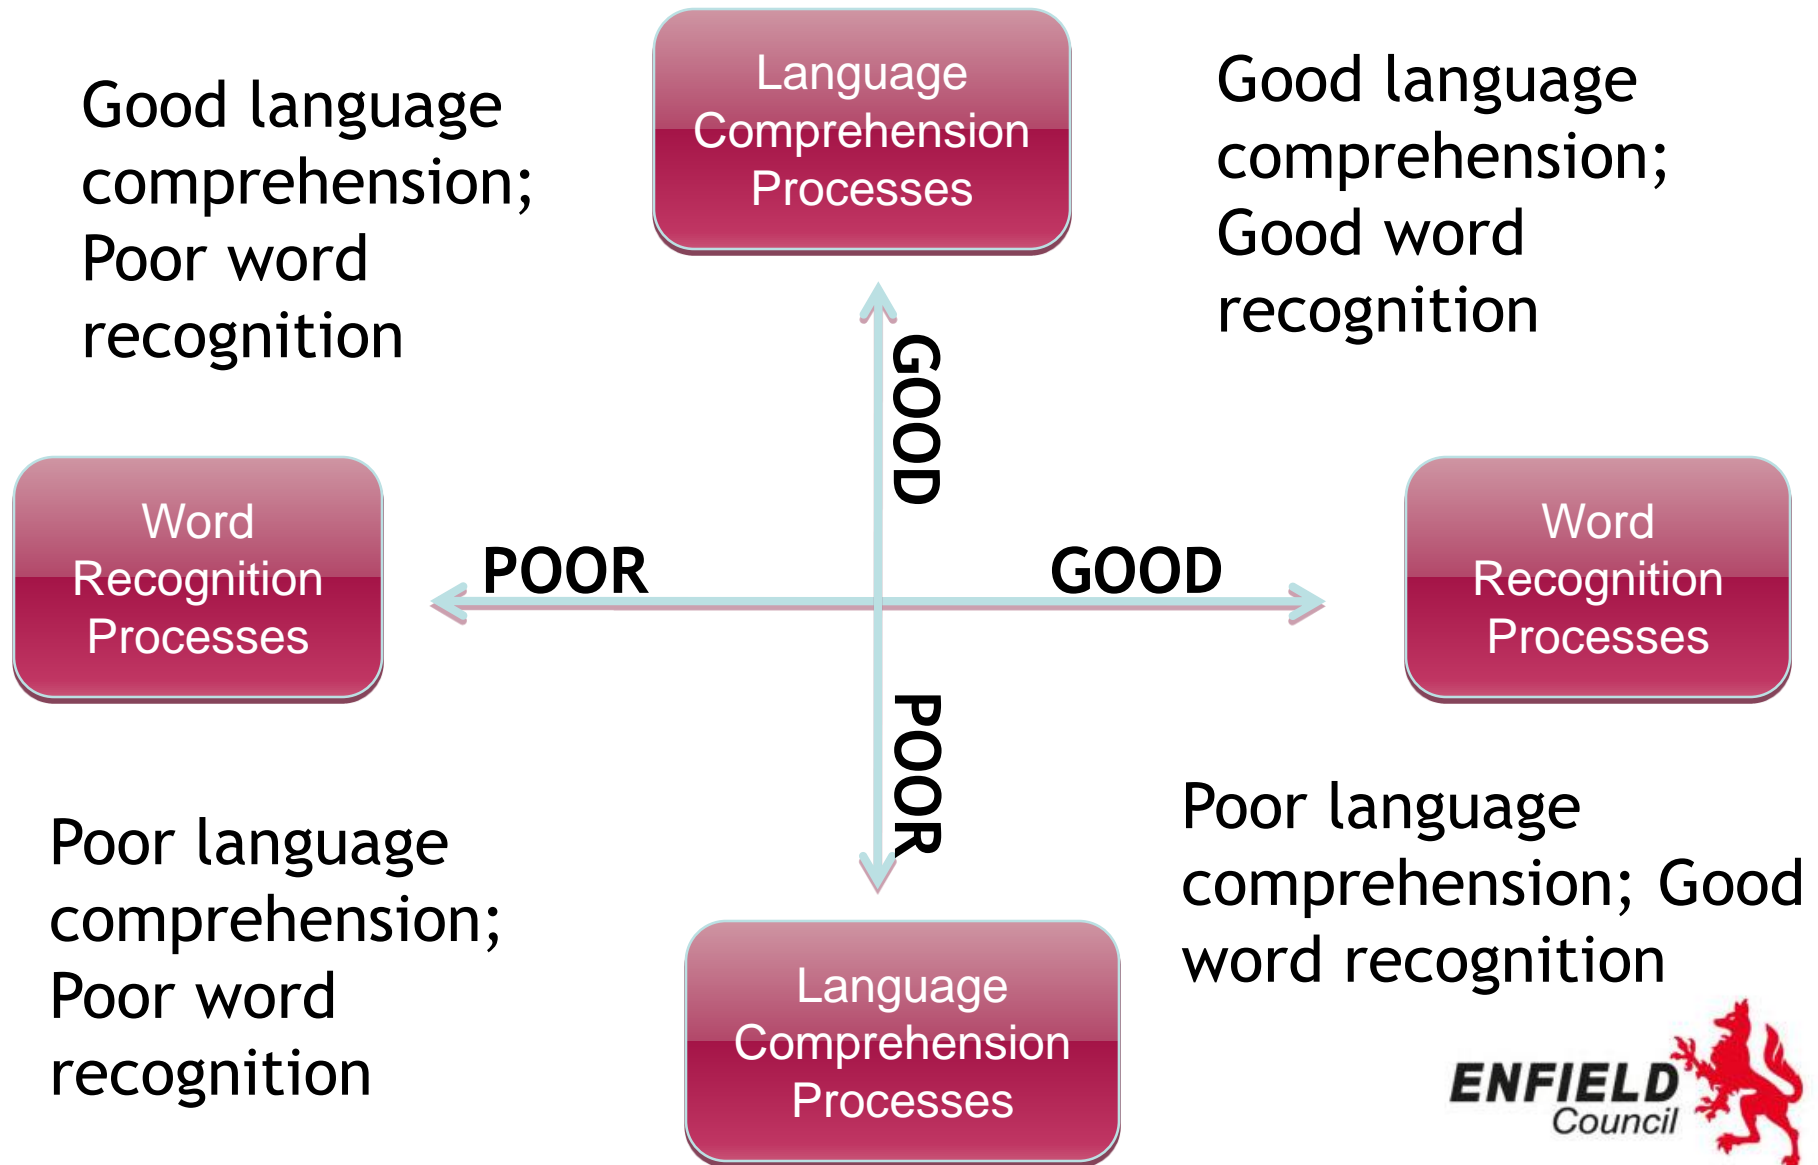 Good language
comprehension;
Poor word
recognition
Language
Comprehension
Processes
Good language
comprehension;
Good word
recognition
GOOD
Word
Recognition
Processes
POOR
GOOD
Word
Recognition
Processes
POOR
Poor language
comprehension;
Poor word
recognition
Language
Comprehension
Processes
Poor language
comprehension; Good
word recognition
ENFIELD
Council